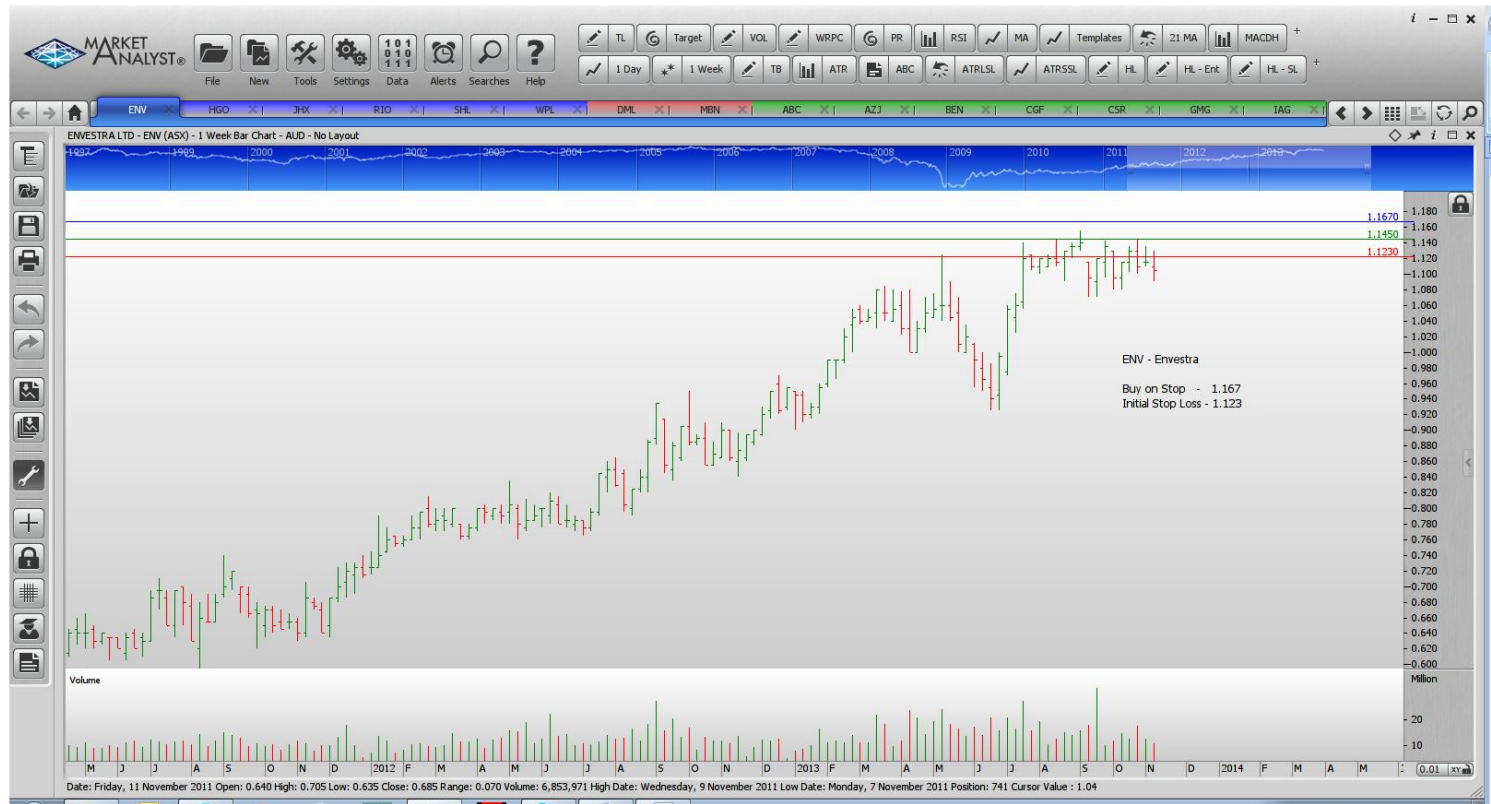 MARKET
ANALYST®
File New Tools Settings Data Alerts Searches Help
TL Target VOL WRPC PR RSI MA Templates 21 MA MACDH +
1 Day 1 Week TB ATR ABC ATRLSL ATRSSL HL HL - Ent HL - SL +
ENV HGO JHX RIO SHL WPL DML MBN ABC AZJ BEN CGF CSR GMG IAG
ENVESTRA LTD - ENV (ASX) - 1 Week Bar Chart - AUD - No Layout
1997 1999 2000 2001 2002 2003 2004 2005 2006 2007 2008 2009 2010 2011 2012 2013
1.1670
1.1450
1.1230
1.180
1.160
1.140
1.120
1.100
1.080
1.060
1.040
1.020
1.000
0.980
0.960
0.940
0.920
0.900
0.880
0.860
0.840
0.820
0.800
0.780
0.760
0.740
0.720
0.700
0.680
0.660
0.640
0.620
0.600
ENV - Envestra
Buy on Stop - 1.167
Initial Stop Loss - 1.123
Volume
Million
20
10
M J J A S O N D 2012 F M A M J J A S O N D 2013 F M A M J J A S O N D 2014 F M A M
0.01 XY
Date: Friday, 11 November 2011 Open: 0.640 High: 0.705 Low: 0.635 Close: 0.685 Range: 0.070 Volume: 6,853,971 High Date: Wednesday, 9 November 2011 Low Date: Monday, 7 November 2011 Position: 741 Cursor Value : 1.04